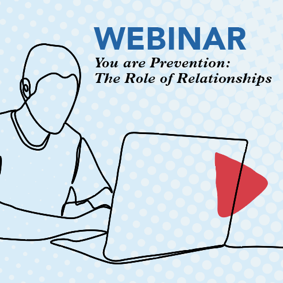 WEBINAR
You are Prevention:
The Role of Relationships